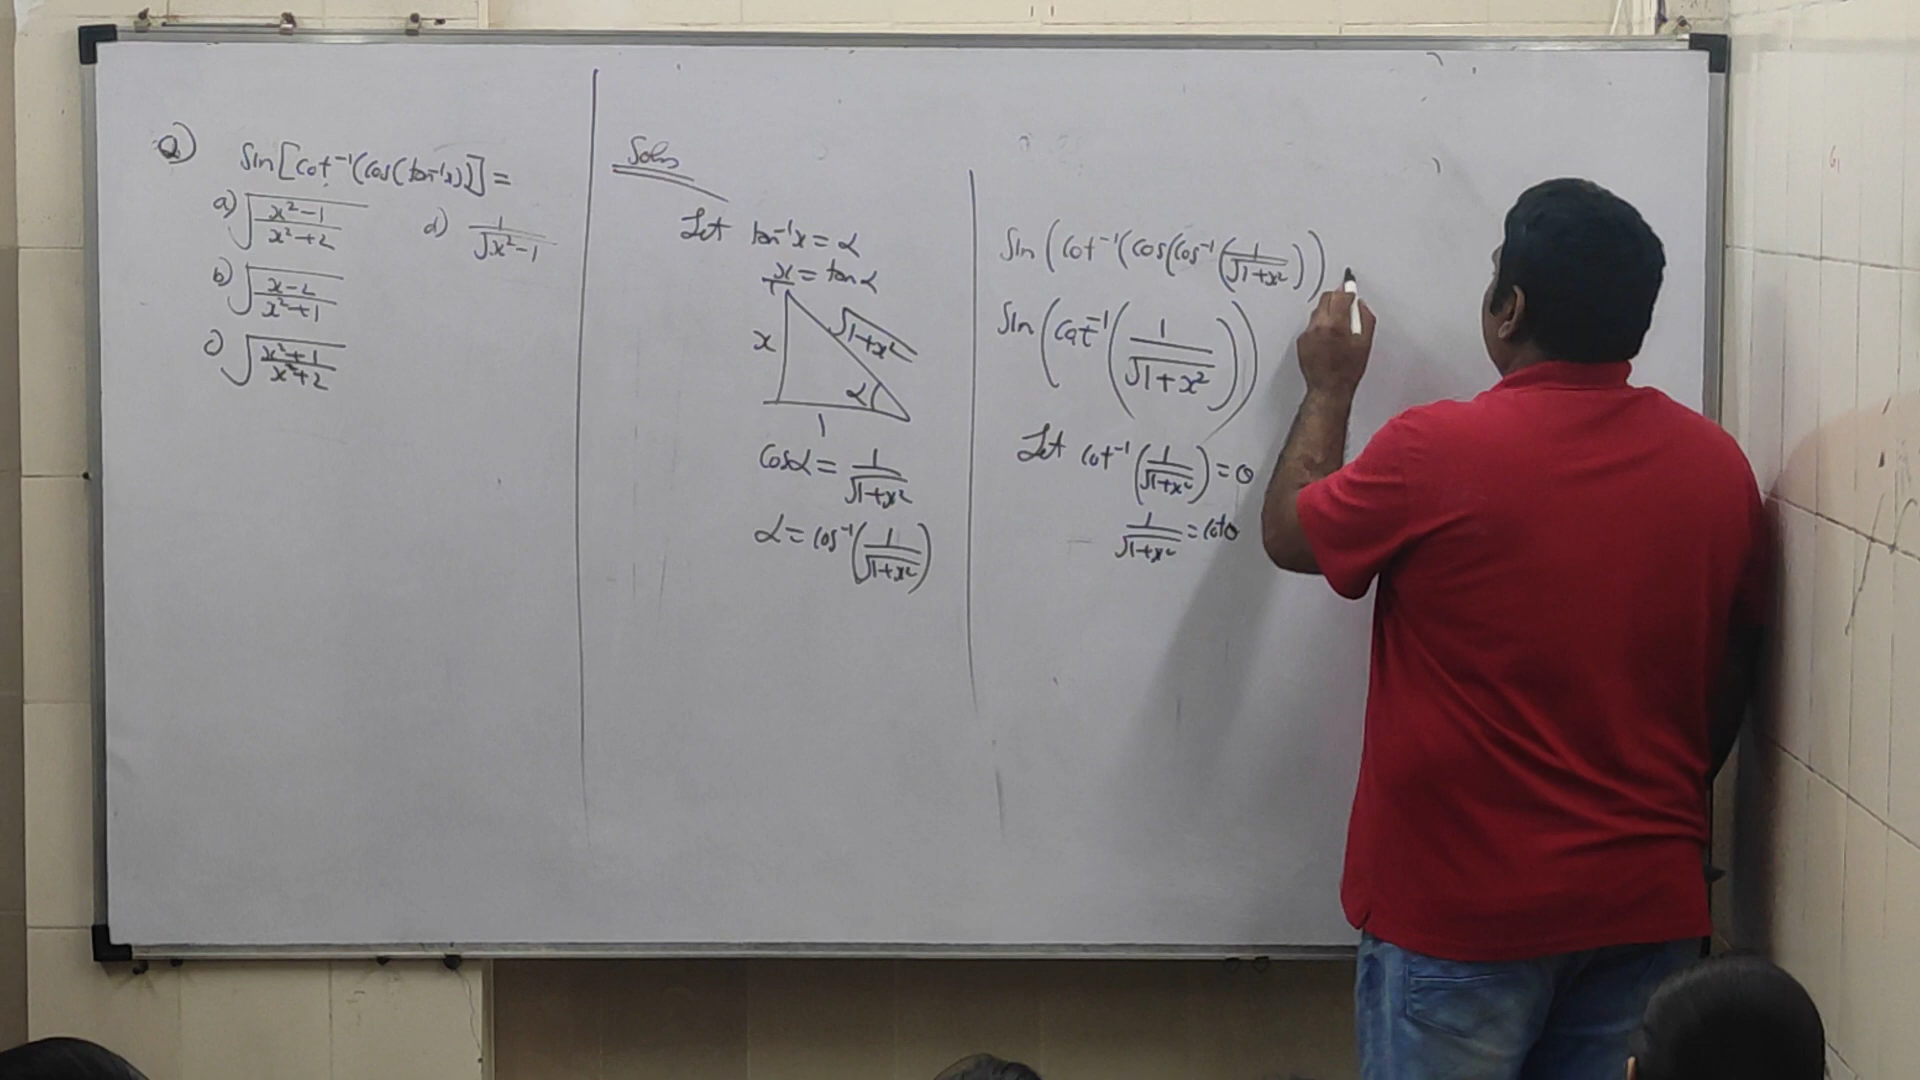 Q) Sin[Cot⁻¹(Cos(tan⁻¹x))] =
a) √((x²-1)/(x²+2)) d) 1/√(x²-1)
b) √((x-2)/(x²+1))
c) √((x²+1)/(x²+2))
Soln
Let tan⁻¹x = α
x/1 = tanα
x √(1+x²)
α
1
Cosα = 1/√(1+x²)
α = Cos⁻¹(1/√(1+x²))
Sin(Cot⁻¹(Cos(Cos⁻¹(1/√(1+x²))))
Sin(Cot⁻¹(1/√(1+x²)))
Let Cot⁻¹(1/√(1+x²)) = θ
1/√(1+x²) = Cotθ